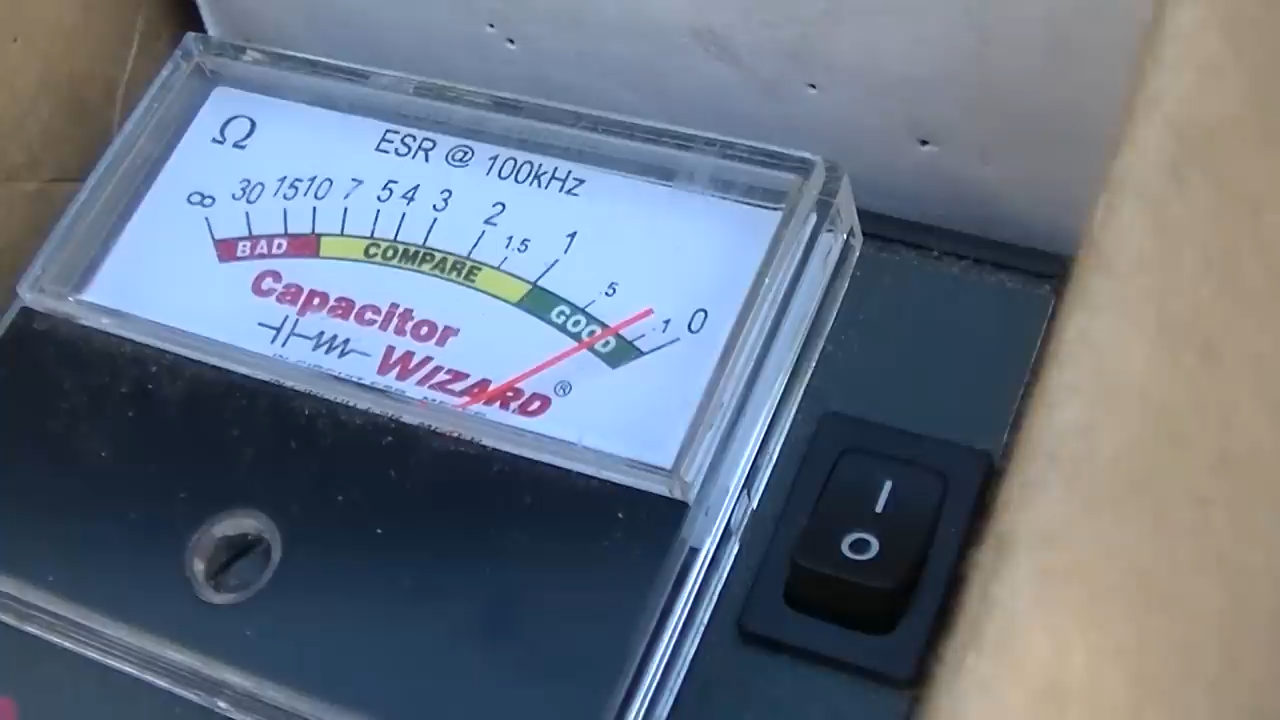 Ω
ESR @ 100kHz
∞ 30 15 10 7 5 4 3 2 1.5 1 .5 .1 0
BAD COMPARE GOOD
Capacitor
WIZARD®
I
O